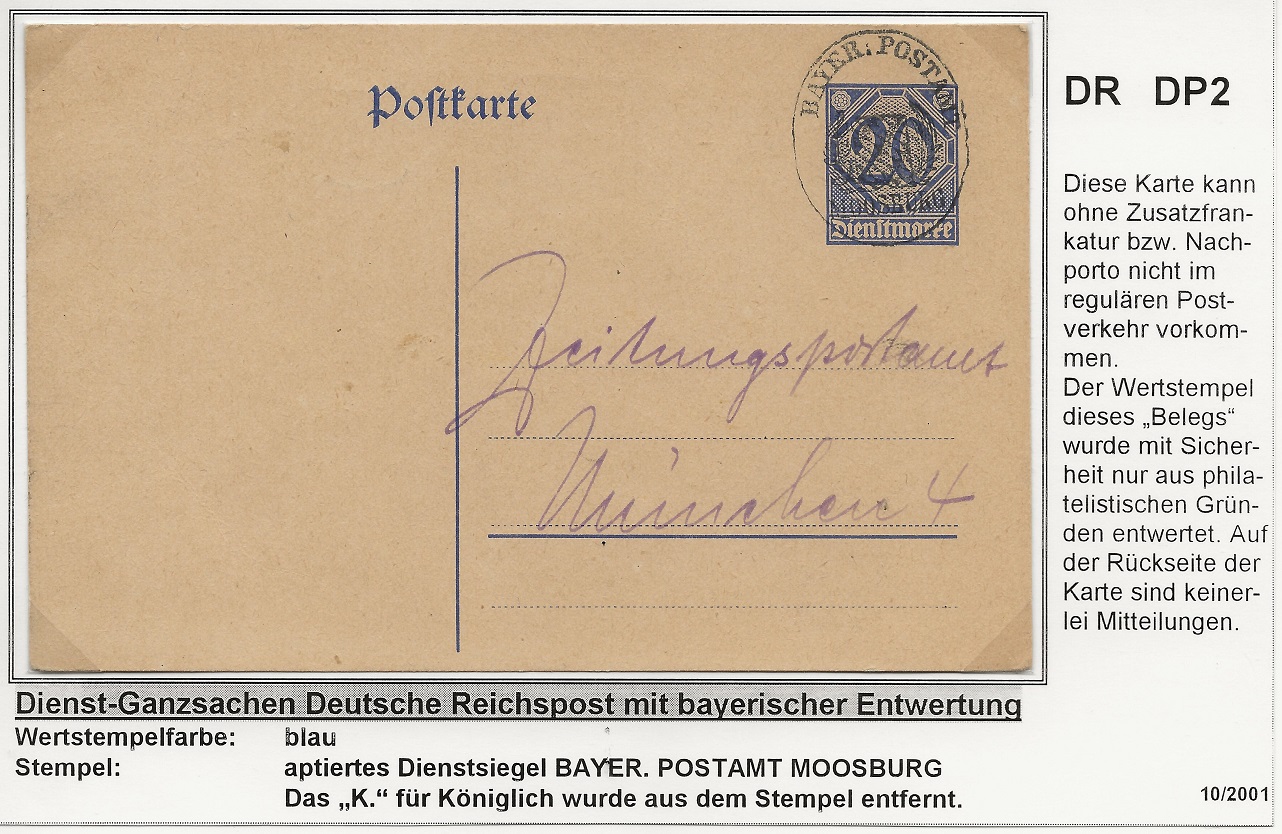 Postkarte
BAYER. POSTAMT
20
Dienstmarke
Zeitungspostamt
München 4
DR DP2
Diese Karte kann
ohne Zusatzfran-
katur bzw. Nach-
porto nicht im
regulären Post-
verkehr vorkom-
men.
Der Wertstempel
dieses „Belegs“
wurde mit Sicher-
heit nur aus phila-
telistischen Grün-
den entwertet. Auf
der Rückseite der
Karte sind keiner-
lei Mitteilungen.
Dienst-Ganzsachen Deutsche Reichspost mit bayerischer Entwertung
Wertstempelfarbe: blau
Stempel: aptiertes Dienstsiegel BAYER. POSTAMT MOOSBURG
Das „K.“ für Königlich wurde aus dem Stempel entfernt.
10/2001